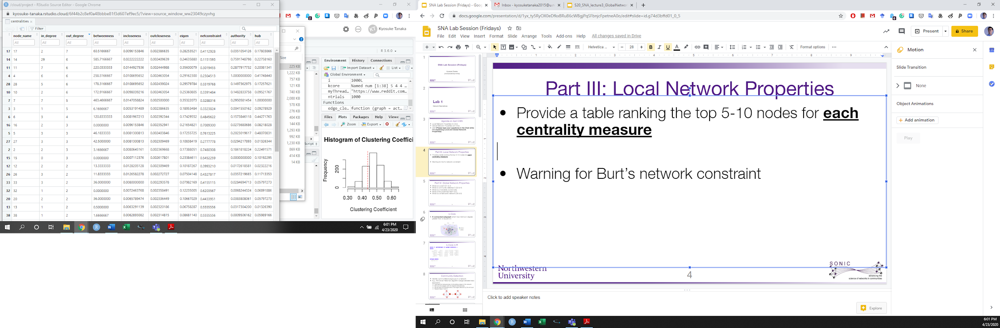 /cloud/project - RStudio Source Editor - Google Chrome
kyosuke-tanaka.rstudio.cloud/6f44b2c8ef0a48bbbe81f3d607ef9ec5/?view=source_window_ww23049czyvhg
centralities
Filter
node_name in_degree out_degree betweenness incloseness outcloseness eigen netconstraint authority hub
All All All All All All All All All All
17 17 2 7 60.5166667 0.0096153846 0.002386635 0.28253521 0.4112928 0.0351054126 0.17803866
14 14 29 6 585.7166667 0.0222222222 0.002409639 0.24635880 0.1151593 0.7591748798 0.22758160
11 11 7 6 220.0333333 0.0144927536 0.002444988 0.35600079 0.3019455 0.2877917732 0.20381341
4 4 6 6 258.5166667 0.0108695652 0.002463054 0.29162300 0.2304513 1.0000000000 0.41748440
28 28 5 6 178.3166667 0.0108695652 0.002439024 0.29579784 0.3319768 0.1497362975 0.17257621
10 10 2 6 172.9166667 0.0098039216 0.002463054 0.25360805 0.3391484 0.1482833758 0.09521767
7 7 7 5 463.4666667 0.0147058824 0.002500000 0.35322073 0.3288316 0.2950581454 1.00000000
3 3 1 5 6.1666667 0.0053191489 0.002386635 0.18953484 0.3323824 0.0041550162 0.09278929
6 6 3 4 120.8333333 0.0081967213 0.002392344 0.17429552 0.4845622 0.1573846118 0.44271763
16 16 2 3 0.0000000 0.0096153846 0.002352941 0.21654821 0.7089300 0.0273680686 0.08218028
5 5 3 3 46.1833333 0.0081300813 0.002403846 0.17255725 0.7613225 0.2023019617 0.48070831
27 27 3 3 42.5000000 0.0081300813 0.002309469 0.10838419 0.2777778 0.0294217893 0.01326344
2 2 2 3 3.1666667 0.0080645161 0.002369668 0.17388051 0.7480308 0.1861818224 0.22491571
15 15 0 3 0.0000000 0.0007112376 0.002617801 0.23384611 0.5452259 0.0000000000 0.10192295
12 12 2 2 13.3333333 0.0128205128 0.002309469 0.10187267 0.3993210 0.0172618581 0.02322216
26 26 3 2 11.8333333 0.0126582278 0.002272727 0.07504148 0.4327817 0.0357219665 0.11713353
33 33 3 2 36.0000000 0.0080000000 0.002293578 0.07982169 0.4155115 0.0284694713 0.05797273
32 32 1 2 0.0000000 0.0072463768 0.002358491 0.12235005 0.6203567 0.0068244324 0.06891886
20 20 2 2 36.0000000 0.0065789474 0.002336449 0.10667029 0.4433951 0.0383808061 0.05797273
13 13 1 2 0.5000000 0.0063291139 0.002320186 0.06758287 0.5555556 0.0317304200 0.01326390
38 38 1 2 1.6666667 0.0062893082 0.002314815 0.08681140 0.5555556 0.0009506162 0.05989166
Size
225 KB
1,222 KB
757 KB
121 KB
740 KB
2,088 KB
578 KB
276 KB
404 KB
144 KB
1,293 KB
992 KB
1,230 KB
869 KB
414 KB
14 KB
Script
KT Kyosuke Tanaka
R 3.6.0
Environment History Connections
Import Dataset List
Global Environment
i 1000L
kcore Named num [1:38] 5 4 4 …
myThread… "https://www.reddit.com…
ntrials 1000
Functions
edge_cle… function (graph = act…
Files Plots Packages Help Viewe
Zoom Export
Histogram of Clustering Coeffici
Frequency
0 200
0.30 0.40 0.50 0.60
Clustering Coefficient
6:01 PM
4/23/2020
SNA Lab Session (Fridays) - Goog
Inbox - kyosuketanaka2015@u.n
S20_SNA_lecture3_GlobalNetwor
docs.google.com/presentation/d/1yx_ty5RyOX0eDfkxBRuB6cWBgjPqSFbnjcFpetneA0o/edit#slide=id.g74d3bffd01_0_5
SNA Lab Session (Fridays)
File Edit View Insert Format Arrange Slide Tools Add-ons Help All changes saved in Drive
Present
Share
Helvetica … 28 B I U A Format options
1
SNA Lab Session (Fridays)
Kyosuke Tanaka
2
Lab 1
Network Descriptives
3
Agenda on April 24th
4
Part III: Local Network Properties
5
Part IV: Global Network Properties
6
k-Core
7
k-Core in R
8
Community Detection
Part III: Local Network Properties
● Provide a table ranking the top 5-10 nodes for each
centrality measure
● Warning for Burt's network constraint
Northwestern
University
4
SONIC
advancing the
science of networks in communities
Click to add speaker notes
Explore
Motion
Slide Transition
None
Object Animations
+ Add animation
Play
6:01 PM
4/23/2020